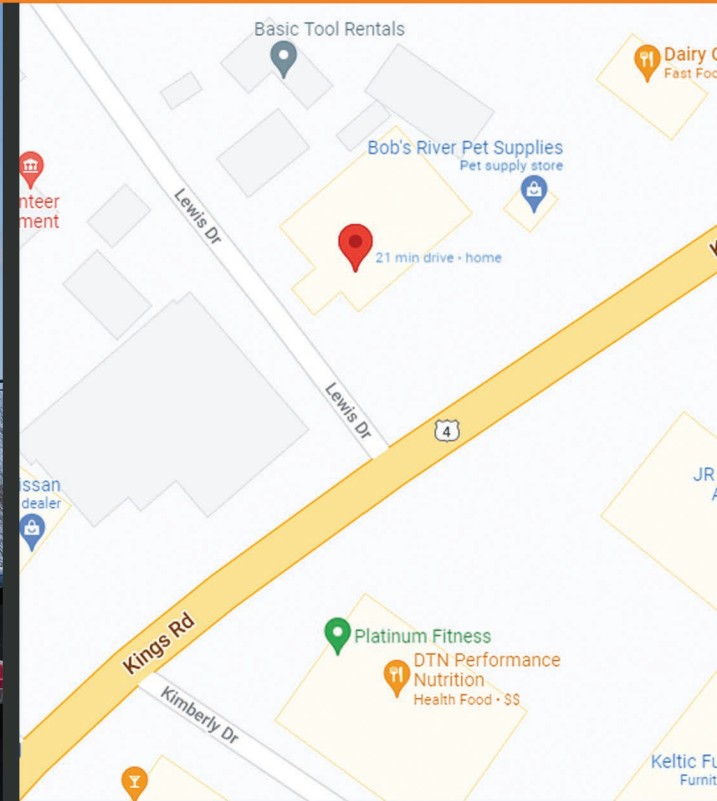 Basic Tool Rentals
Dairy
Fast Foo
Bob's River Pet Supplies
Pet supply store
nteer
ment
Lewis Dr
21 min drive · home
Lewis Dr
4
issan
dealer
JR
Kings Rd
Platinum Fitness
DTN Performance
Nutrition
Health Food · $$
Kimberly Dr
Keltic Fu
Furnit